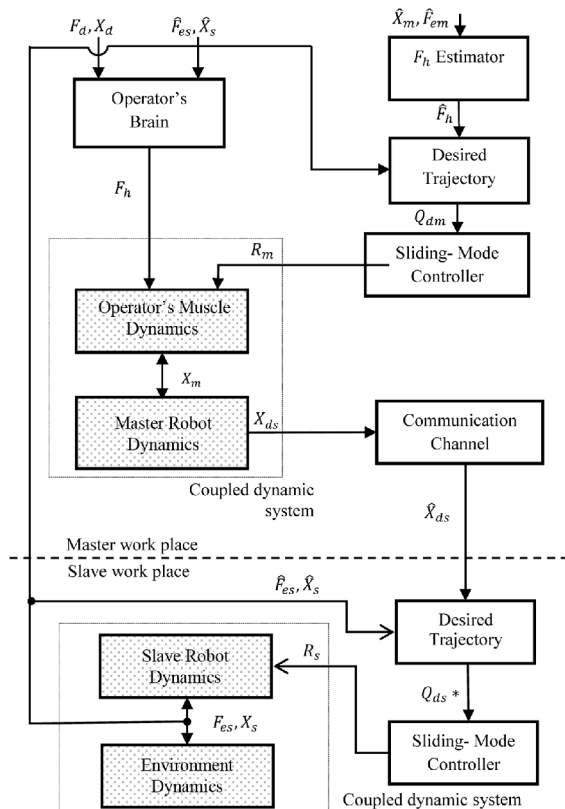 F_d, X_d
F̂_es, X̂_s
X̂_m, F̂_em
F_h Estimator
Operator's
Brain
F̂_h
Desired
Trajectory
F_h
Q_dm
R_m
Sliding- Mode
Controller
Operator's Muscle
Dynamics
X_m
Master Robot
Dynamics
X_ds
Communication
Channel
Coupled dynamic
system
X̂_ds
Master work place
Slave work place
F̂_es, X̂_s
Desired
Trajectory
Slave Robot
Dynamics
R_s
Q_ds *
F_es, X_s
Sliding- Mode
Controller
Environment
Dynamics
Coupled dynamic system